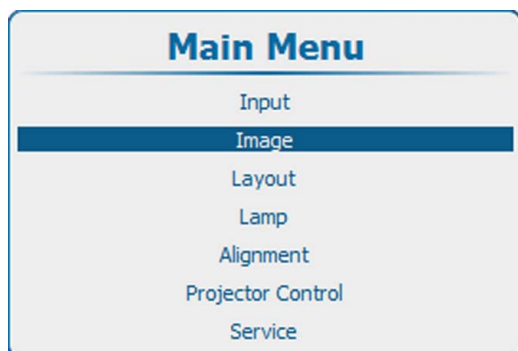 Main Menu
Input
Image
Layout
Lamp
Alignment
Projector Control
Service